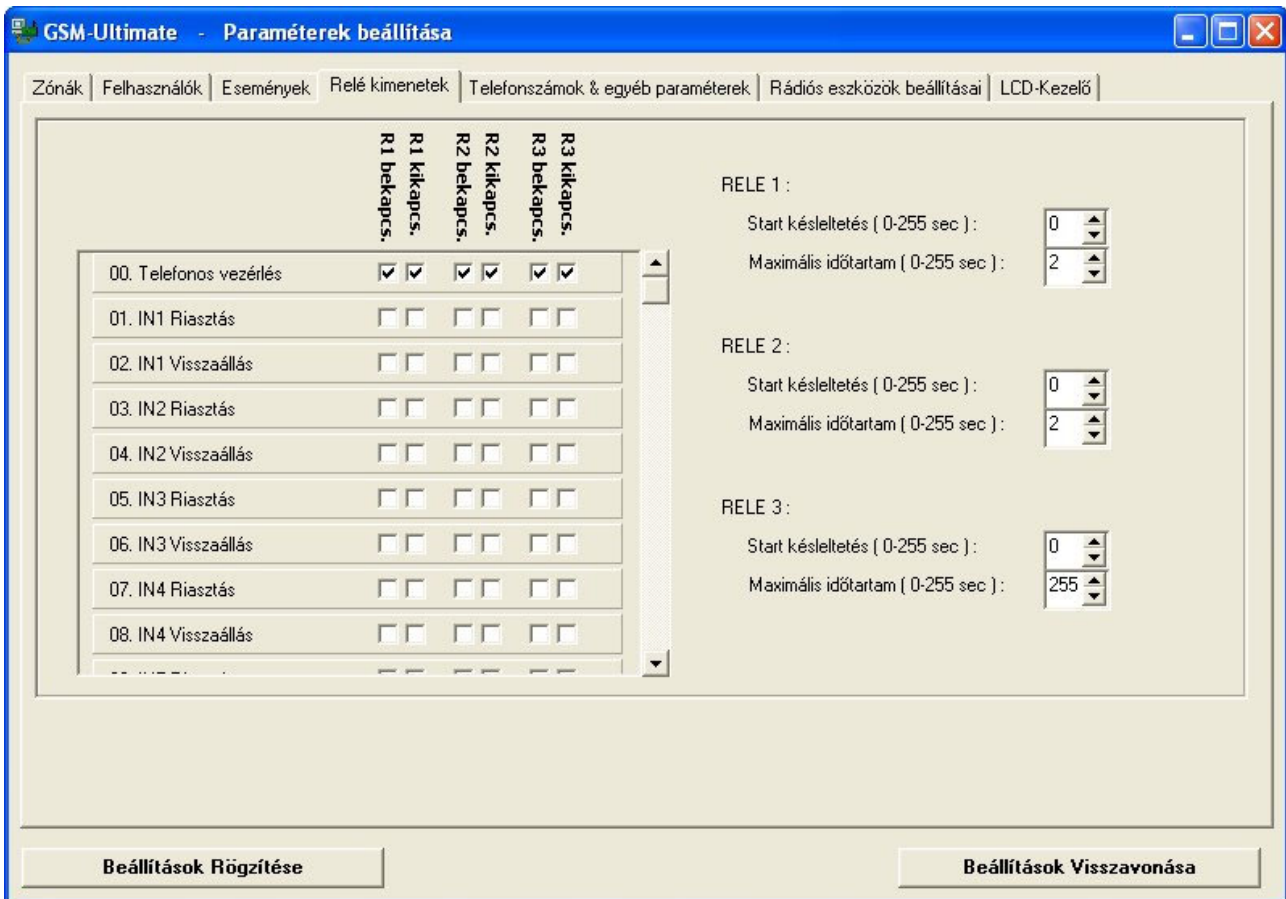 GSM-Ultimate - Paraméterek beállítása
Zónák Felhasználók Események Relé kimenetek Telefonszámok & egyéb paraméterek Rádiós eszközök beállításai LCD-Kezelő
R1 bekapcs.
R1 kikapcs.
R2 bekapcs.
R2 kikapcs.
R3 bekapcs.
R3 kikapcs.
00. Telefonos vezérlés
01. IN1 Riasztás
02. IN1 Visszaállás
03. IN2 Riasztás
04. IN2 Visszaállás
05. IN3 Riasztás
06. IN3 Visszaállás
07. IN4 Riasztás
08. IN4 Visszaállás
RELE 1 :
Start késleltetés ( 0-255 sec ) : 0
Maximális időtartam ( 0-255 sec ) : 2
RELE 2 :
Start késleltetés ( 0-255 sec ) : 0
Maximális időtartam ( 0-255 sec ) : 2
RELE 3 :
Start késleltetés ( 0-255 sec ) : 0
Maximális időtartam ( 0-255 sec ) : 255
Beállítások Rögzítése
Beállítások Visszavonása